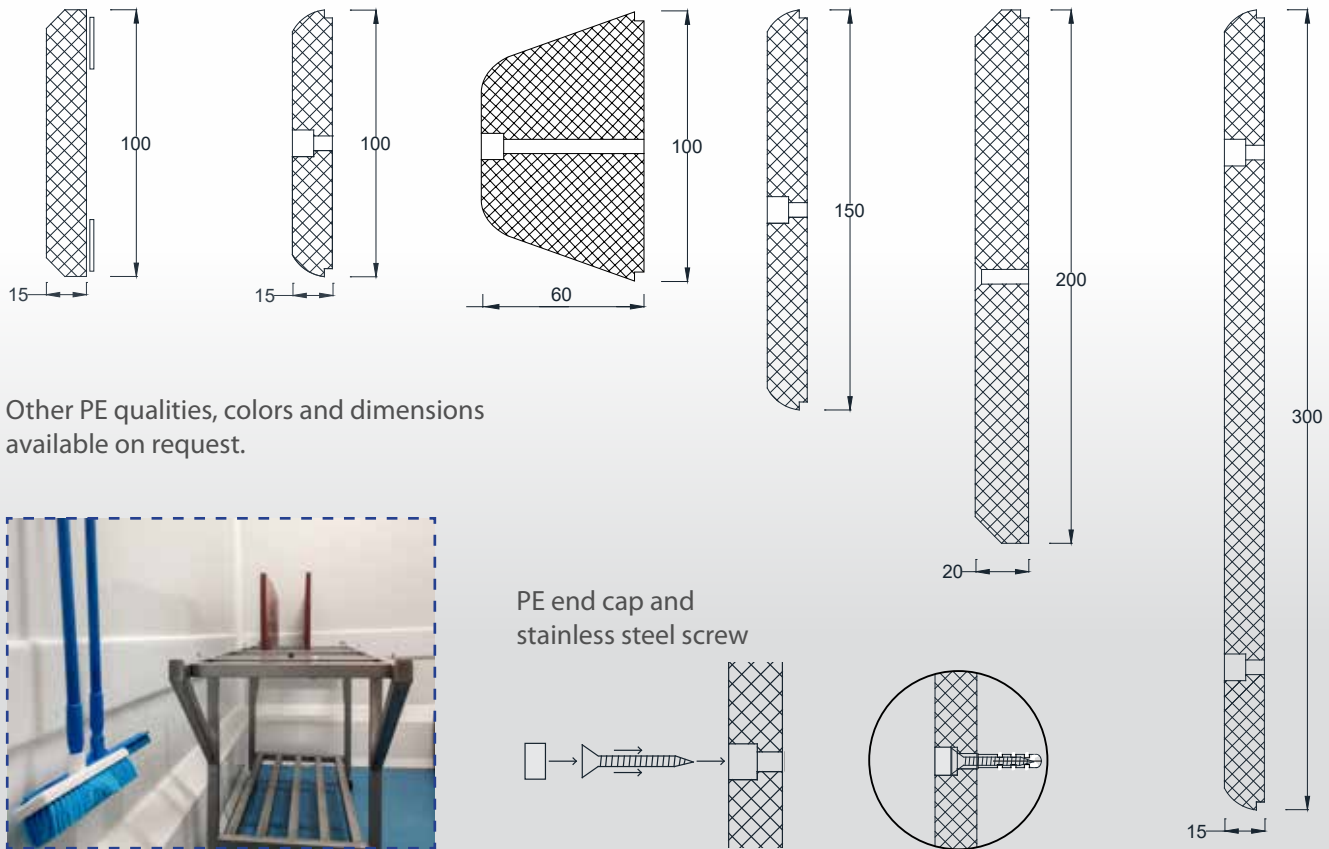 100
15
100
15
100
60
150
200
20
300
15
Other PE qualities, colors and dimensions
available on request.
PE end cap and
stainless steel screw